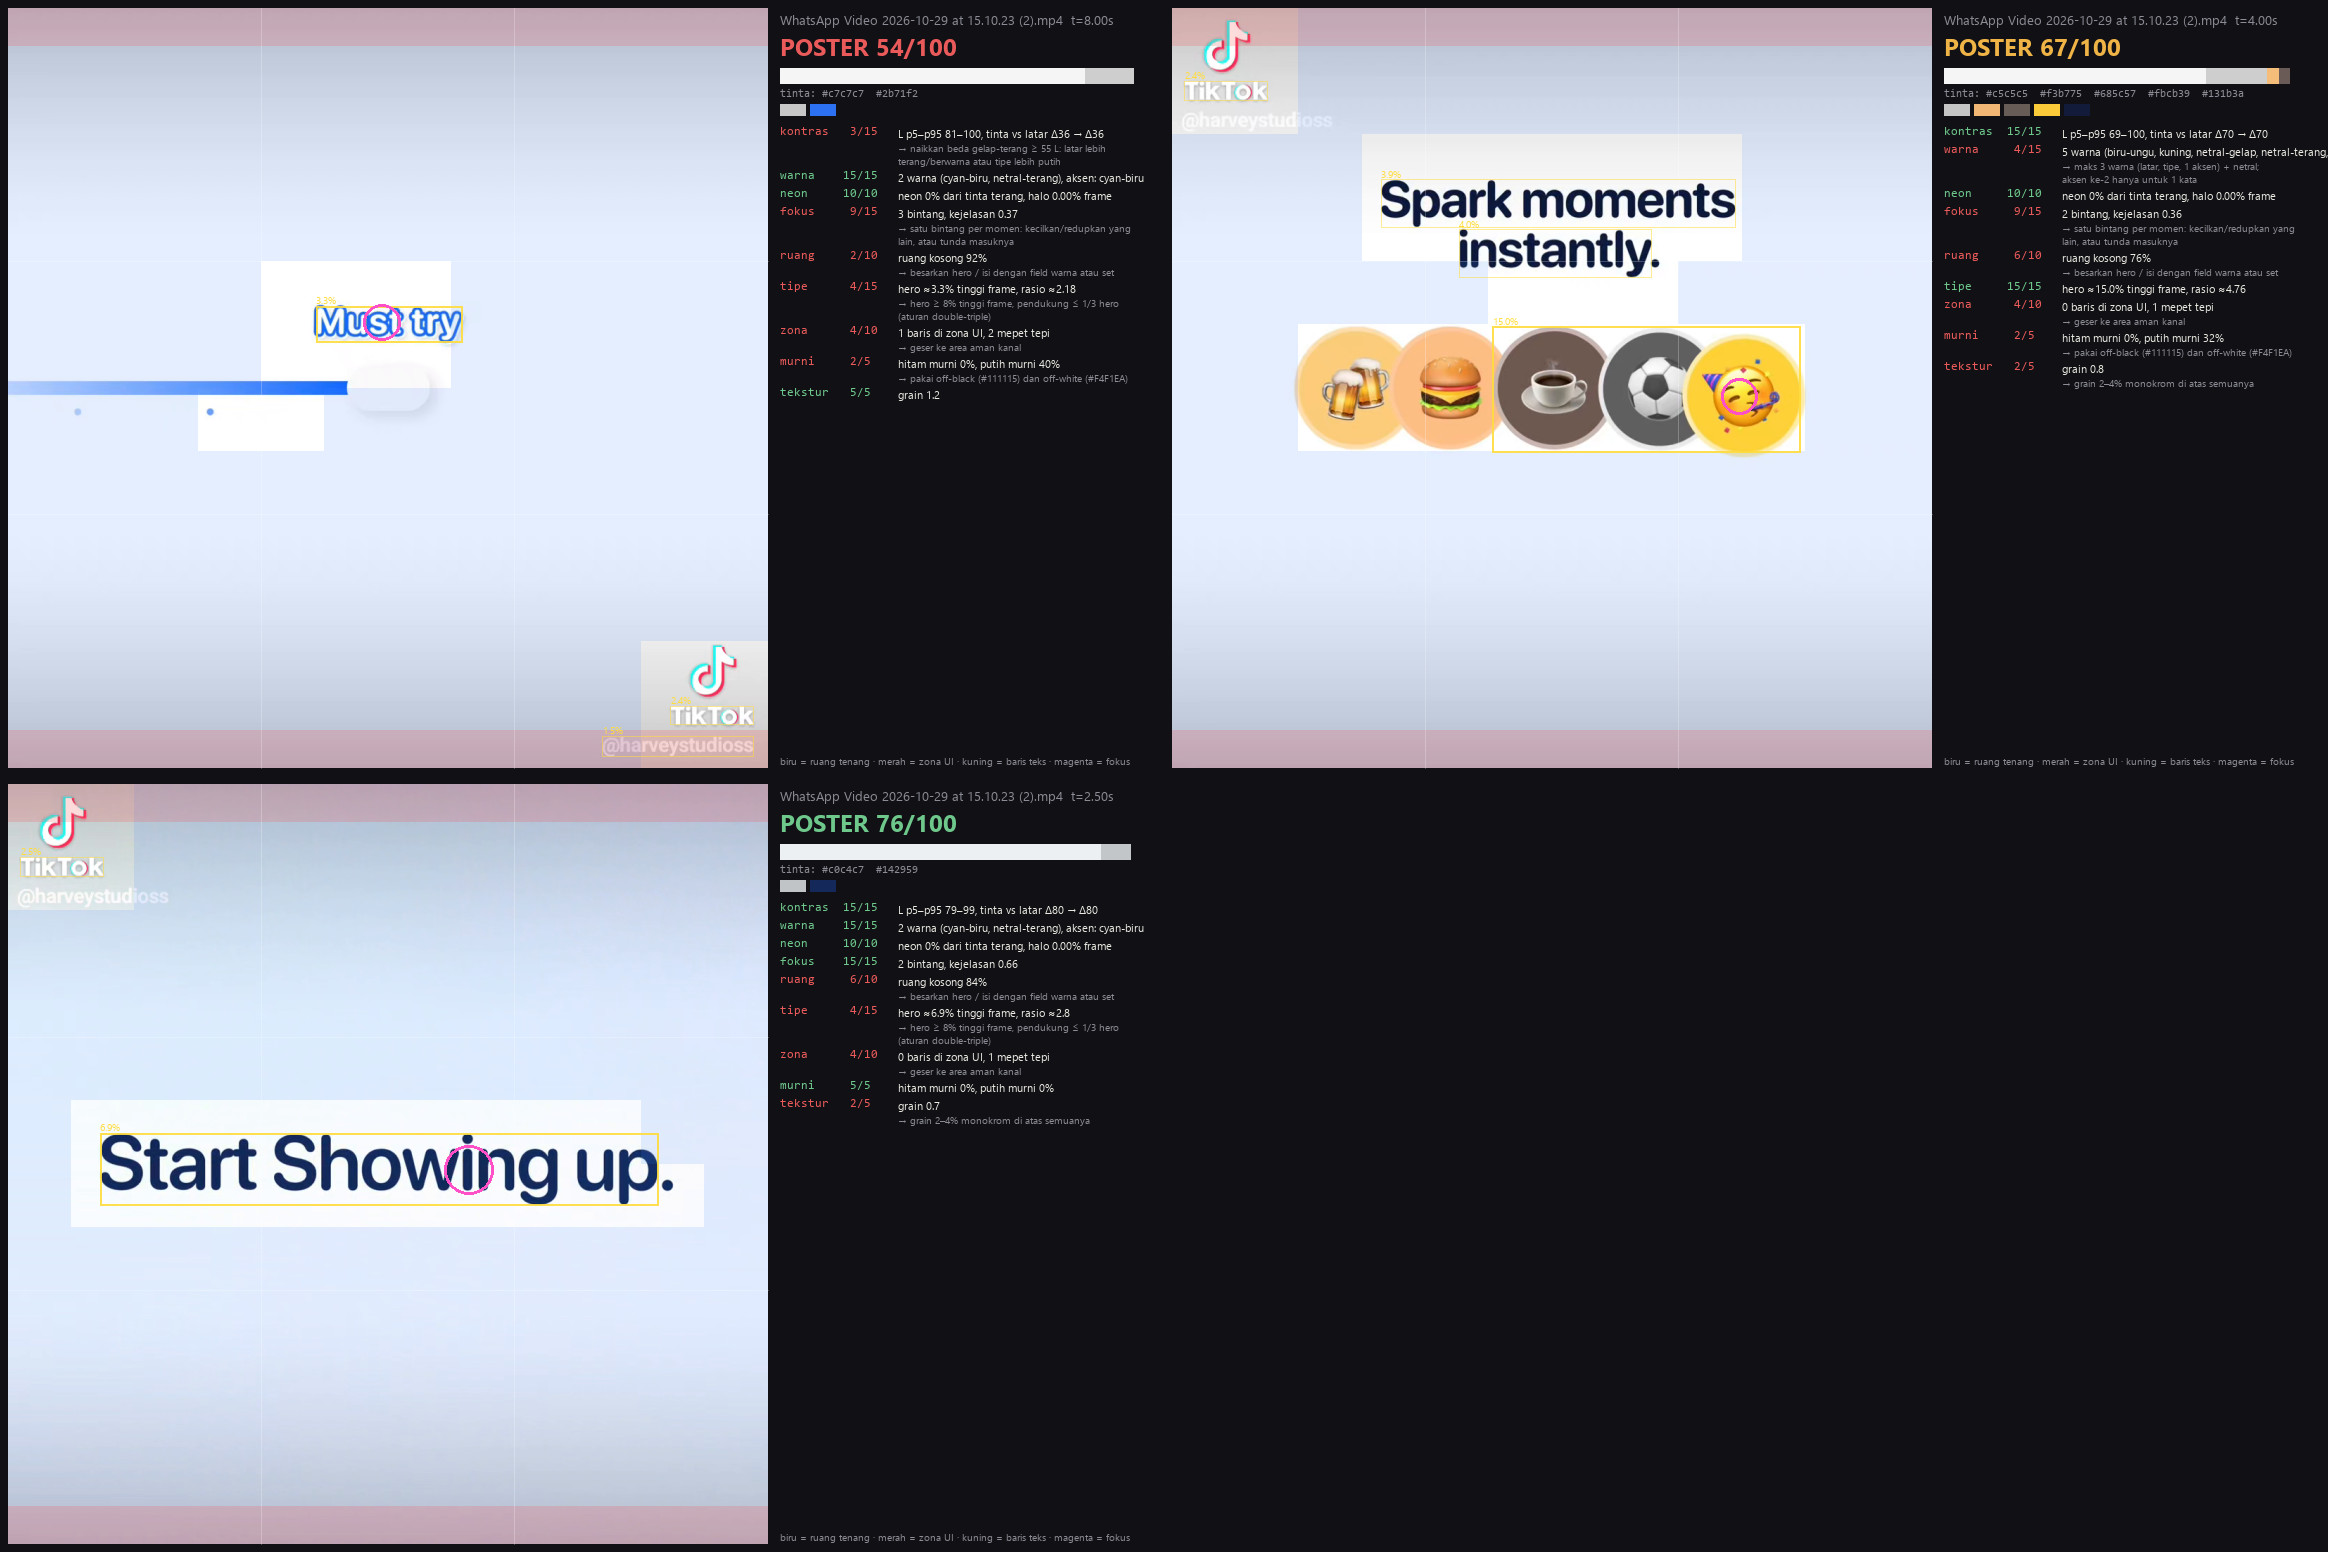 WhatsApp Video 2026-10-29 at 15.10.23 (2).mp4 t=8.00s
POSTER 54/100
tinta: #c7c7c7 #2b71f2
kontras 3/15 L p5–p95 81–100, tinta vs latar Δ36 → Δ36
→ naikkan beda gelap-terang ≥ 55 L: latar lebih
terang/berwarna atau tipe lebih putih
warna 15/15 2 warna (cyan-biru, netral-terang), aksen: cyan-biru
neon 10/10 neon 0% dari tinta terang, halo 0.00% frame
fokus 9/15 3 bintang, kejelasan 0.37
→ satu bintang per momen: kecilkan/redupkan yang
lain, atau tunda masuknya
ruang 2/10 ruang kosong 92%
→ besarkan hero / isi dengan field warna atau set
tipe 4/15 hero ≈3.3% tinggi frame, rasio ≈2.18
→ hero ≥ 8% tinggi frame, pendukung ≤ 1/3 hero
(aturan double-triple)
zona 4/10 1 baris di zona UI, 2 mepet tepi
→ geser ke area aman kanal
murni 2/5 hitam murni 0%, putih murni 40%
→ pakai off-black (#111115) dan off-white (#F4F1EA)
tekstur 5/5 grain 1.2
3.3%
Must try
TikTok
@harveystudioss
biru = ruang tenang · merah = zona UI · kuning = baris teks · magenta = fokus
WhatsApp Video 2026-10-29 at 15.10.23 (2).mp4 t=4.00s
POSTER 67/100
tinta: #c5c5c5 #f3b775 #685c57 #fbcb39 #131b3a
kontras 15/15 L p5–p95 69–100, tinta vs latar Δ70 → Δ70
warna 4/15 5 warna (biru-ungu, kuning, netral-gelap, netral-terang,
→ maks 3 warna (latar, tipe, 1 aksen) + netral;
aksen ke-2 hanya untuk 1 kata
neon 10/10 neon 0% dari tinta terang, halo 0.00% frame
fokus 9/15 2 bintang, kejelasan 0.36
→ satu bintang per momen: kecilkan/redupkan yang
lain, atau tunda masuknya
ruang 6/10 ruang kosong 76%
→ besarkan hero / isi dengan field warna atau set
tipe 15/15 hero ≈15.0% tinggi frame, rasio ≈4.76
zona 4/10 0 baris di zona UI, 1 mepet tepi
→ geser ke area aman kanal
murni 2/5 hitam murni 0%, putih murni 32%
→ pakai off-black (#111115) dan off-white (#F4F1EA)
tekstur 2/5 grain 0.8
→ grain 2–4% monokrom di atas semuanya
TikTok
@harveystudioss
3.9%
Spark moments
4.0%
instantly.
15.0%
biru = ruang tenang · merah = zona UI · kuning = baris teks · magenta = fokus
WhatsApp Video 2026-10-29 at 15.10.23 (2).mp4 t=2.50s
POSTER 76/100
tinta: #c0c4c7 #142959
kontras 15/15 L p5–p95 79–99, tinta vs latar Δ80 → Δ80
warna 15/15 2 warna (cyan-biru, netral-terang), aksen: cyan-biru
neon 10/10 neon 0% dari tinta terang, halo 0.00% frame
fokus 15/15 2 bintang, kejelasan 0.66
ruang 6/10 ruang kosong 84%
→ besarkan hero / isi dengan field warna atau set
tipe 4/15 hero ≈6.9% tinggi frame, rasio ≈2.8
→ hero ≥ 8% tinggi frame, pendukung ≤ 1/3 hero
(aturan double-triple)
zona 4/10 0 baris di zona UI, 1 mepet tepi
→ geser ke area aman kanal
murni 5/5 hitam murni 0%, putih murni 0%
tekstur 2/5 grain 0.7
→ grain 2–4% monokrom di atas semuanya
TikTok
@harveystudioss
6.9%
Start Showing up.
biru = ruang tenang · merah = zona UI · kuning = baris teks · magenta = fokus